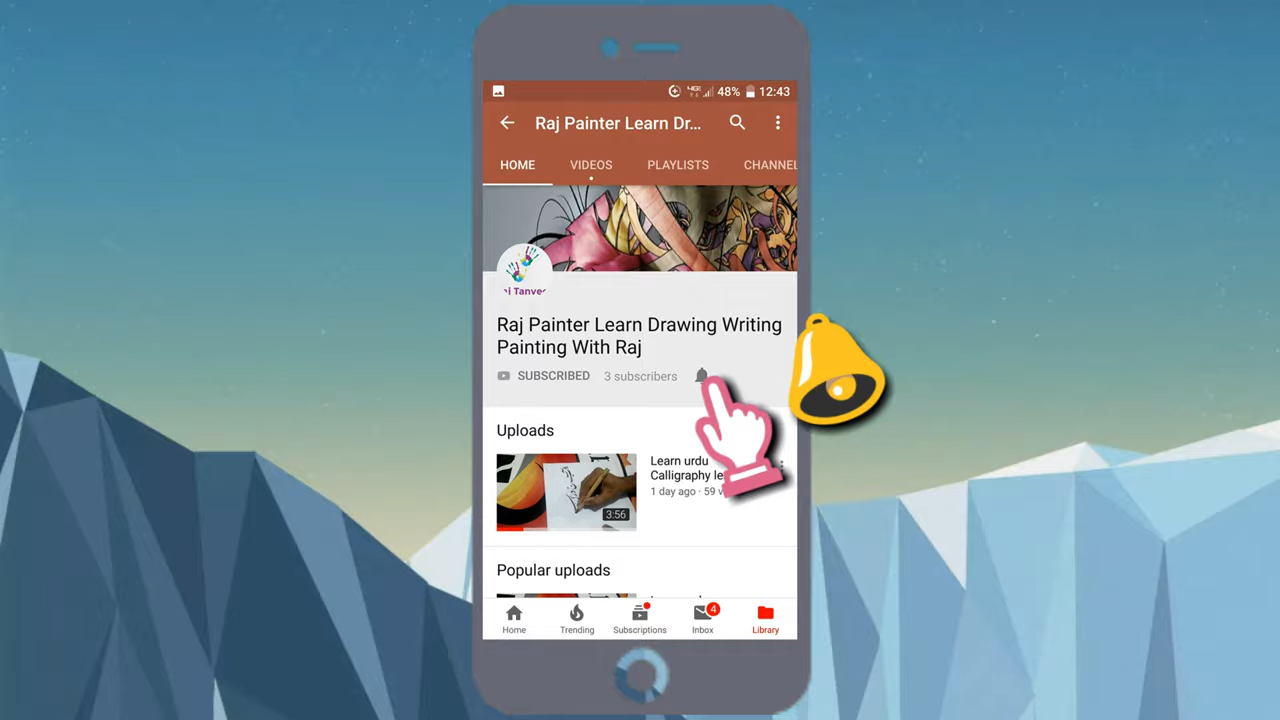 48% 12:43
Raj Painter Learn Dr...
HOME VIDEOS PLAYLISTS CHANNEL
Raj Painter Learn Drawing Writing
Painting With Raj
SUBSCRIBED 3 subscribers
Uploads
Learn urdu
Calligraphy le
1 day ago · 59 v
3:56
Popular uploads
4
Home Trending Subscriptions Inbox Library